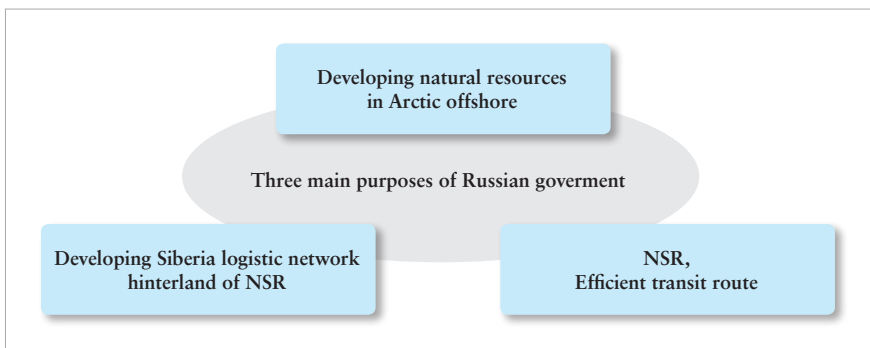 Developing natural resources
in Arctic offshore
Three main purposes of Russian goverment
Developing Siberia logistic network
hinterland of NSR
NSR,
Efficient transit route